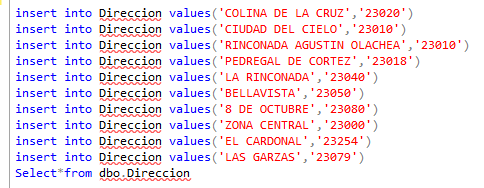 insert into Direccion values('COLINA DE LA CRUZ','23020')
insert into Direccion values('CIUDAD DEL CIELO','23010')
insert into Direccion values('RINCONADA AGUSTIN OLACHEA','23010')
insert into Direccion values('PEDREGAL DE CORTEZ','23018')
insert into Direccion values('LA RINCONADA','23040')
insert into Direccion values('BELLAVISTA','23050')
insert into Direccion values('8 DE OCTUBRE','23080')
insert into Direccion values('ZONA CENTRAL','23000')
insert into Direccion values('EL CARDONAL','23254')
insert into Direccion values('LAS GARZAS','23079')
Select*from dbo.Direccion